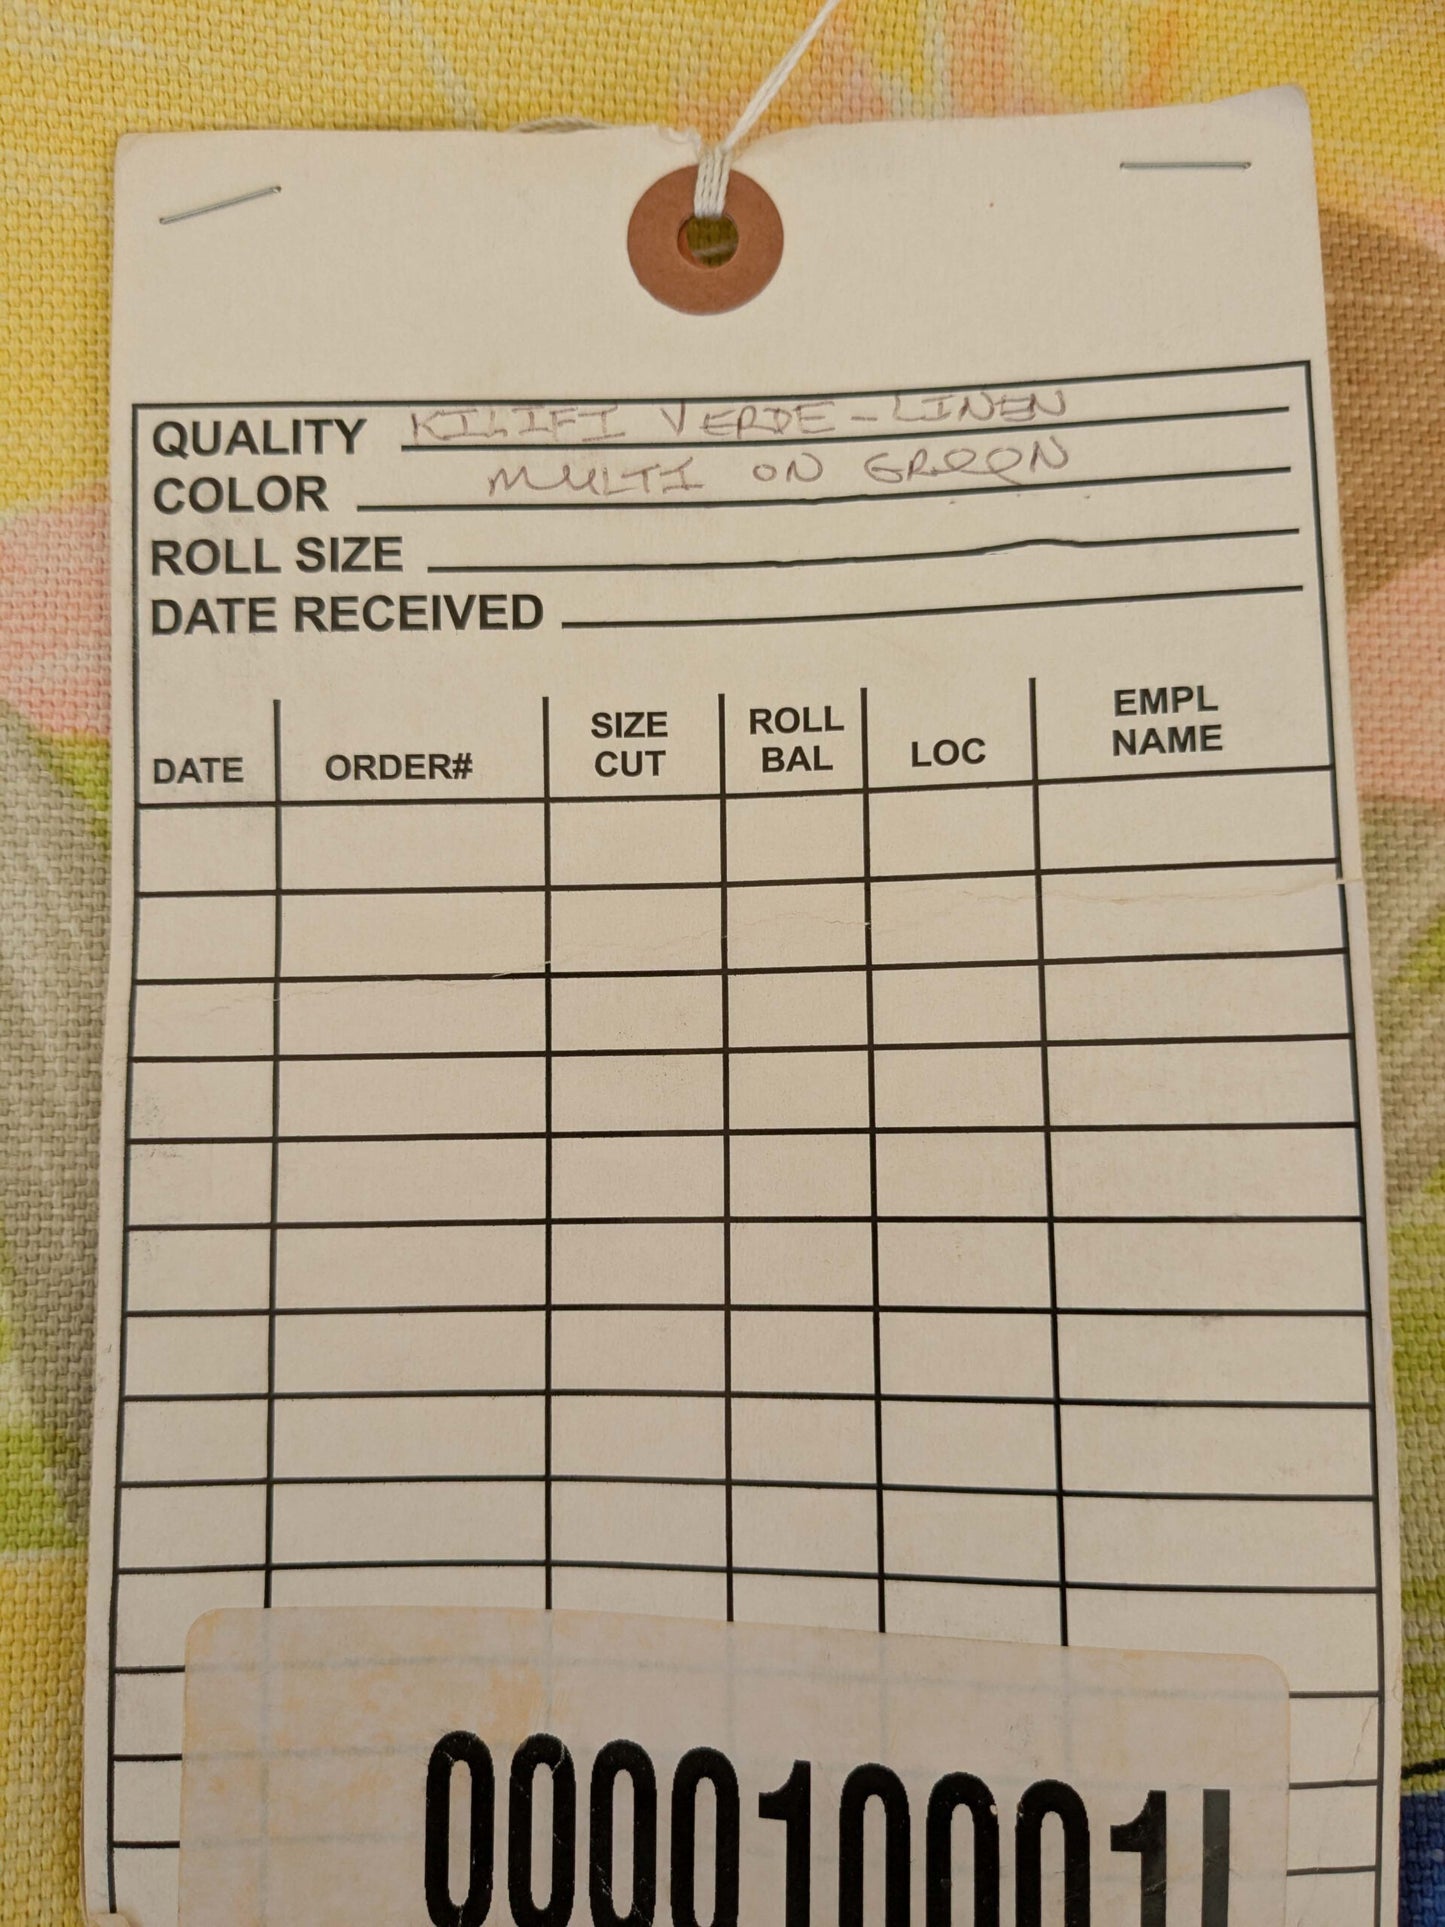 QUALITY KILIFI VERDE-LINEN
COLOR MULTI ON GREEN
ROLL SIZE
DATE RECEIVED
DATE ORDER# SIZE CUT ROLL BAL LOC EMPL NAME